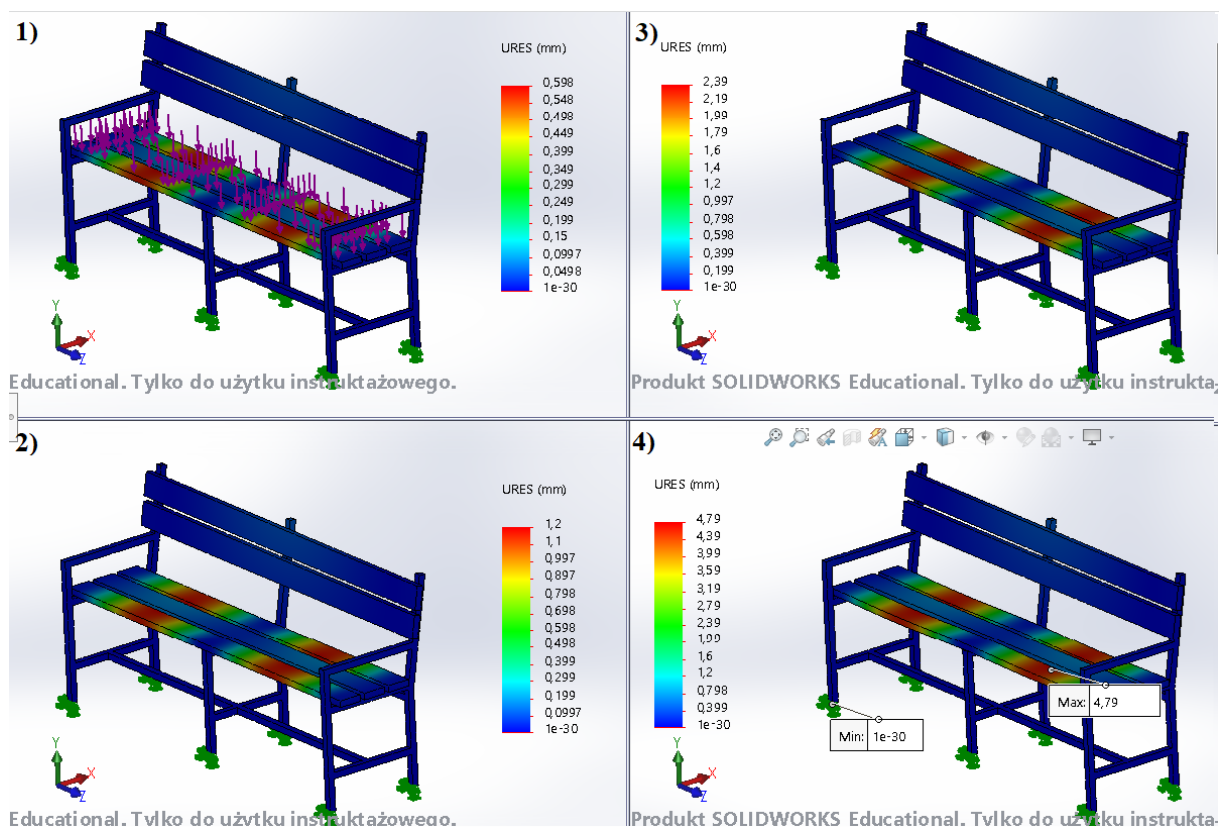 1)
URES (mm)
0,598
0,548
0,498
0,449
0,399
0,349
0,299
0,249
0,199
0,15
0,0997
0,0498
1e-30
Y
X
Z
Educational. Tylko do użytku instruktażowego.
3)
URES (mm)
2,39
2,19
1,99
1,79
1,6
1,4
1,2
0,997
0,798
0,598
0,399
0,199
1e-30
Y
X
Z
Produkt SOLIDWORKS Educational. Tylko do użytku instrukta
2)
URES (mm)
1,2
1,1
0,997
0,897
0,798
0,698
0,598
0,498
0,399
0,299
0,199
0,0997
1e-30
Y
X
Z
Educational. Tylko do użytku instruktażowego.
4)
URES (mm)
4,79
4,39
3,99
3,59
3,19
2,79
2,39
1,99
1,6
1,2
0,798
0,399
1e-30
Max: 4,79
Min: 1e-30
Y
X
Z
Produkt SOLIDWORKS Educational. Tylko do użytku instrukta